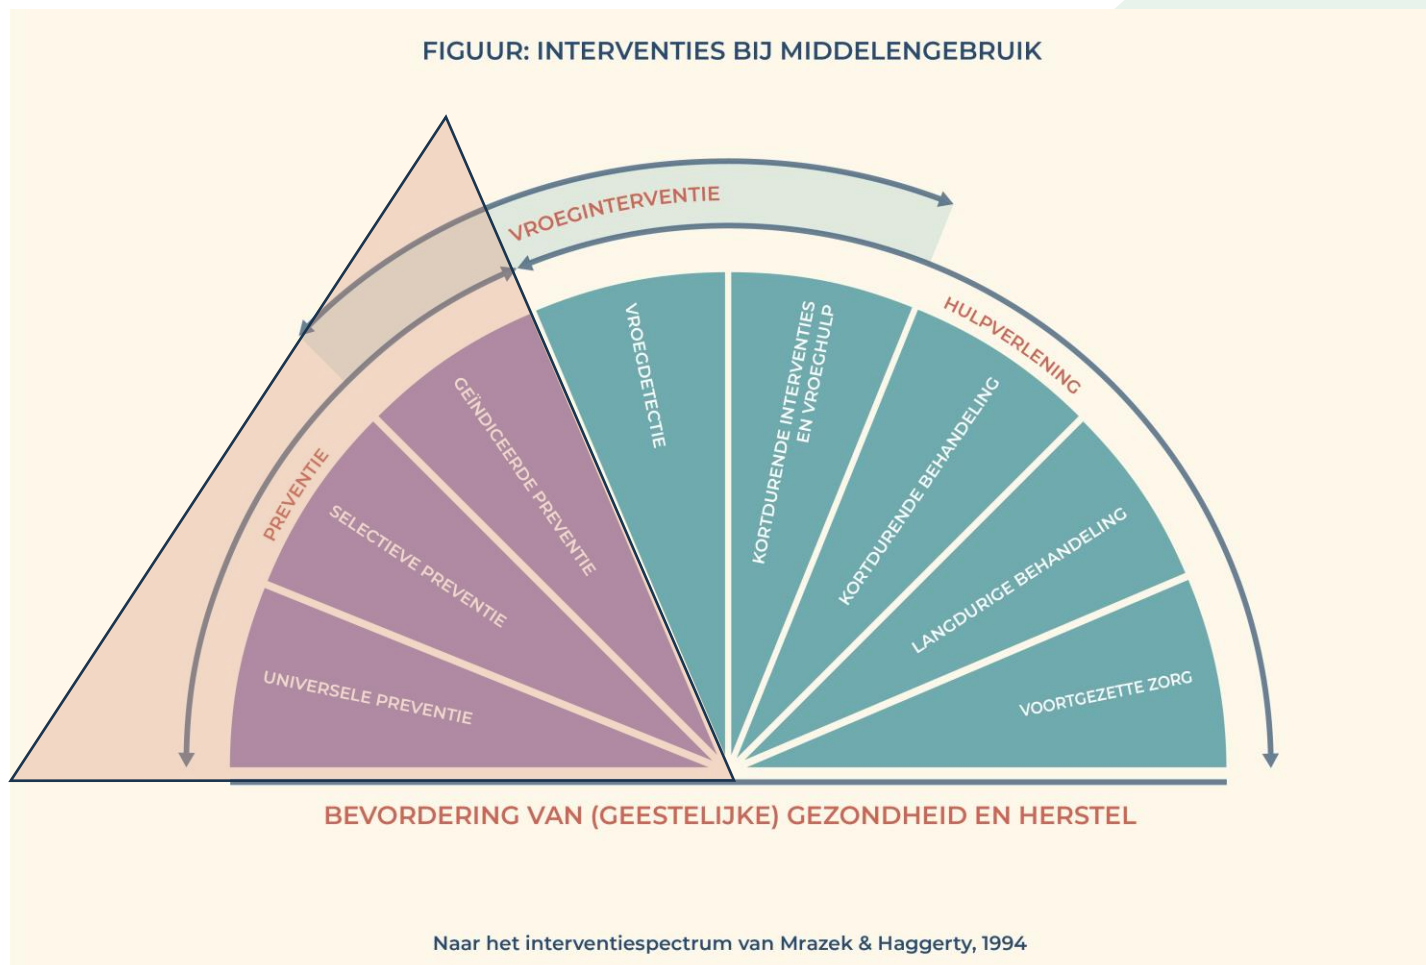 FIGUUR: INTERVENTIES BIJ MIDDELENGEBRUIK
VROEGINTERVENTIE
PREVENTIE
HULPVERLENING
UNIVERSELE PREVENTIE
SELECTIEVE PREVENTIE
GEÏNDICEERDE PREVENTIE
VROEGDETECTIE
KORTDURENDE INTERVENTIES
EN VROEGHULP
KORTDURENDE BEHANDELING
LANGDURIGE BEHANDELING
VOORTGEZETTE ZORG
BEVORDERING VAN (GEESTELIJKE) GEZONDHEID EN HERSTEL
Naar het interventiespectrum van Mrazek & Haggerty, 1994